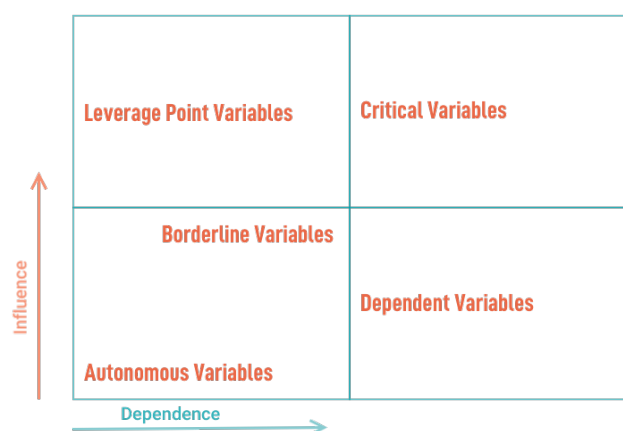 Leverage Point Variables
Critical Variables
Borderline Variables
Dependent Variables
Autonomous Variables
Influence
Dependence